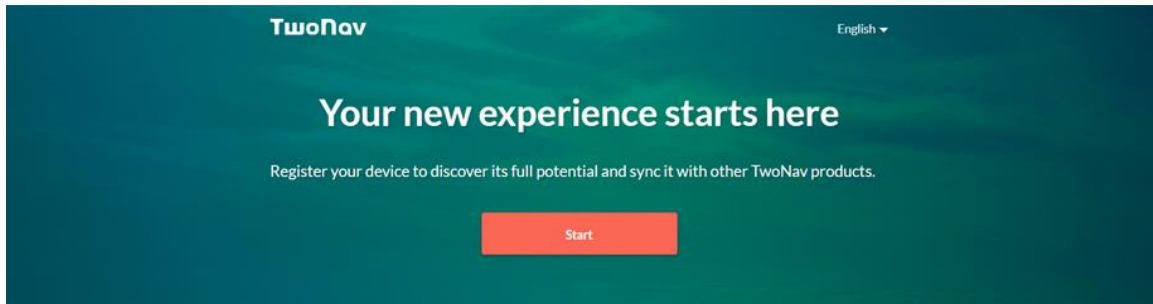 TwoNav
English
Your new experience starts here
Register your device to discover its full potential and sync it with other TwoNav products.
Start